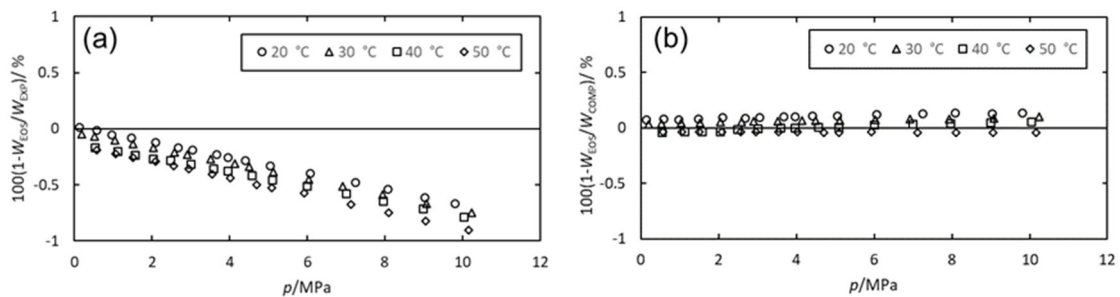 (a)
○ 20 °C △ 30 °C □ 40 °C ◇ 50 °C
100(1-W_EOS/W_EXP)/ %
1
0.5
0
-0.5
-1
0 2 4 6 8 10 12
p/MPa
(b)
○ 20 °C △ 30 °C □ 40 °C ◇ 50 °C
100(1-W_EOS/W_COMP)/ %
1
0.5
0
-0.5
-1
0 2 4 6 8 10 12
p/MPa